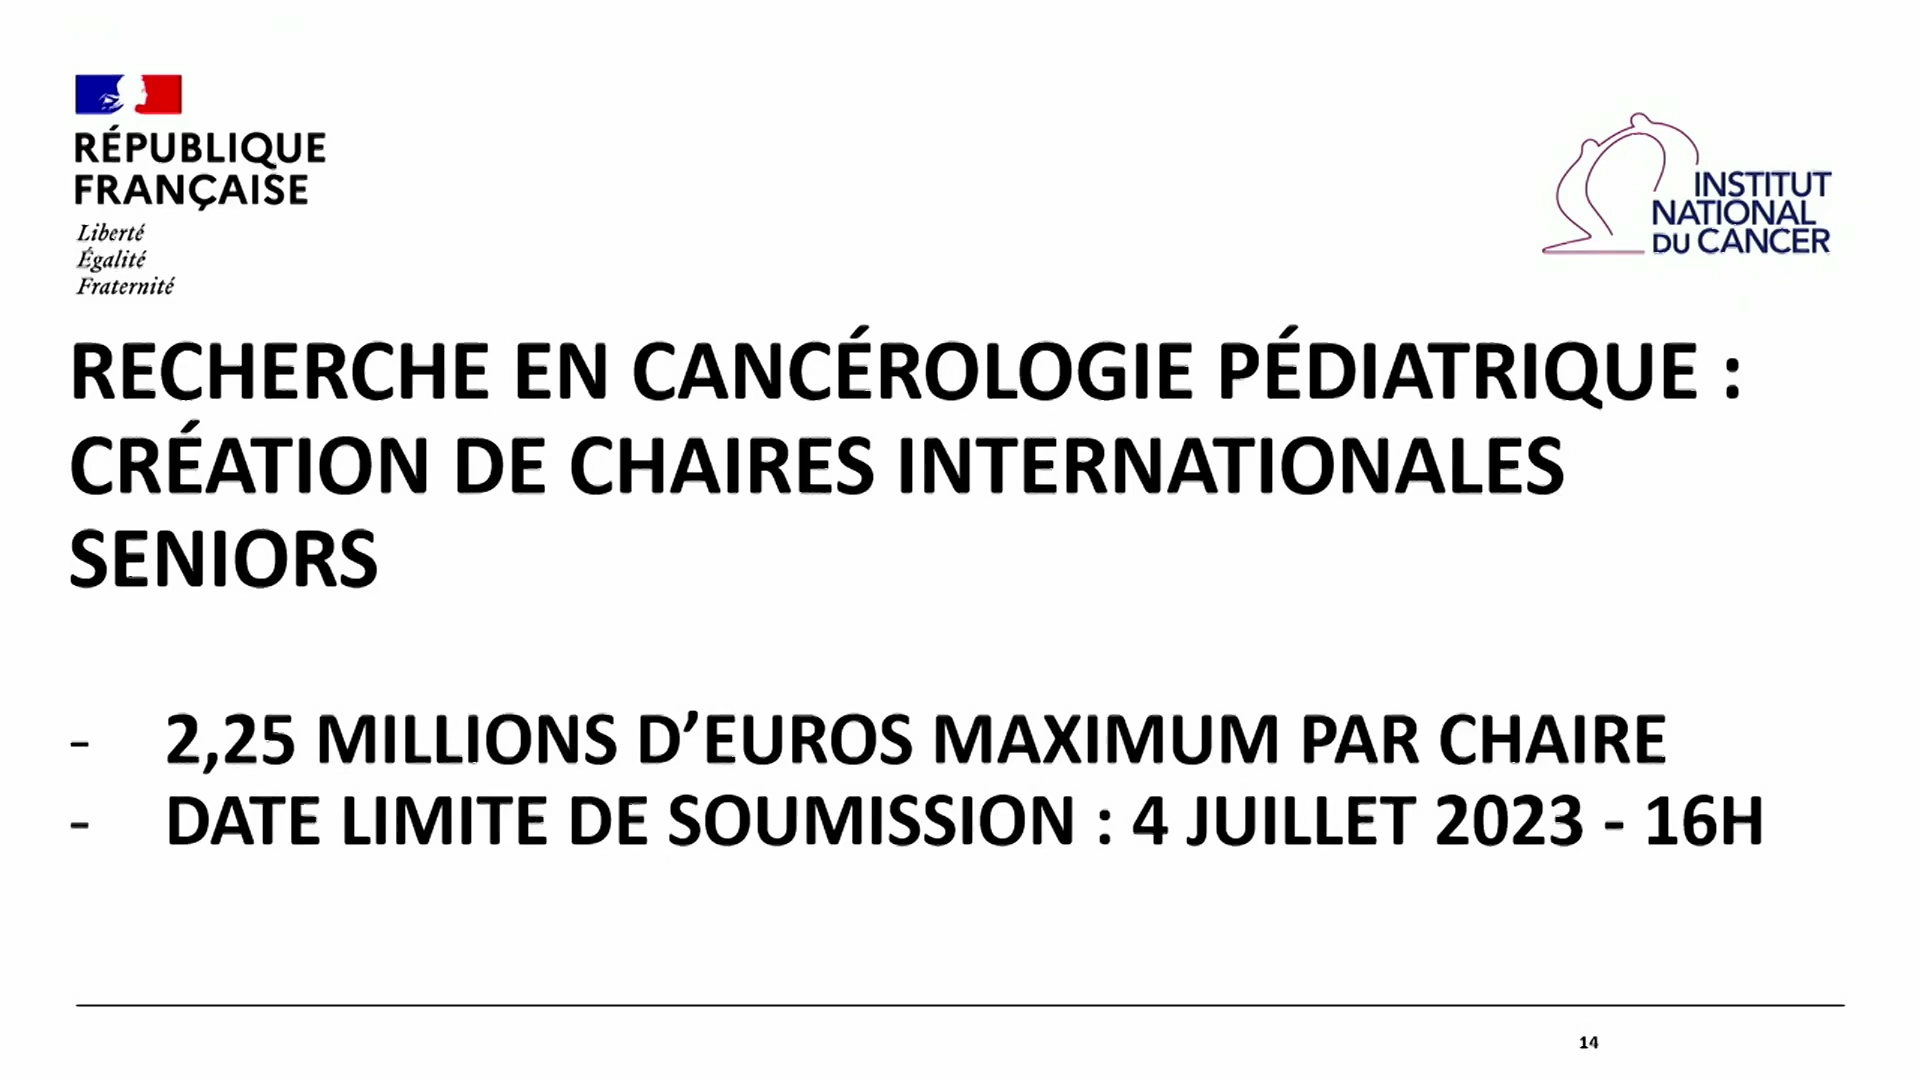 RÉPUBLIQUE
FRANÇAISE
Liberté
Égalité
Fraternité
INSTITUT
NATIONAL
DU CANCER
RECHERCHE EN CANCÉROLOGIE PÉDIATRIQUE :
CRÉATION DE CHAIRES INTERNATIONALES
SENIORS
- 2,25 MILLIONS D’EUROS MAXIMUM PAR CHAIRE
- DATE LIMITE DE SOUMISSION : 4 JUILLET 2023 - 16H
14